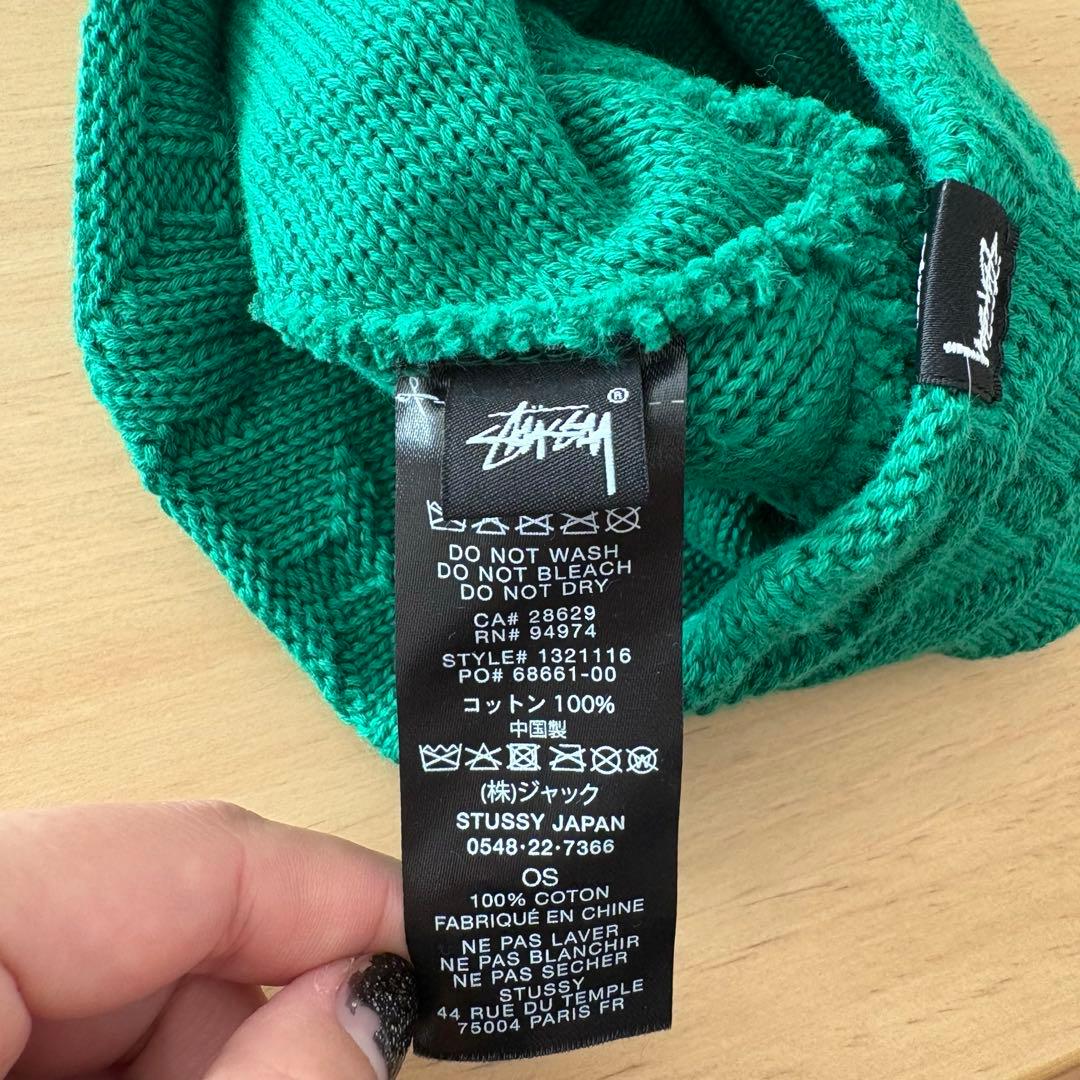 STÜSSY ®
DO NOT WASH
DO NOT BLEACH
DO NOT DRY
CA# 28629
RN# 94974
STYLE# 1321116
PO# 68661-00
コットン 100%
中国製
W
(株)ジャック
STUSSY JAPAN
0548·22·7366
OS
100% COTON
FABRIQUÉ EN CHINE
NE PAS LAVER
NE PAS BLANCHIR
NE PAS SECHER
STUSSY
44 RUE DU TEMPLE
75004 PARIS FR